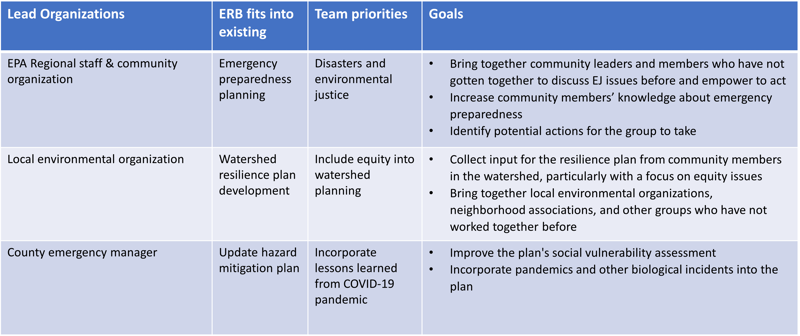 Lead Organizations
ERB fits into
existing
Team priorities
Goals
EPA Regional staff & community
organization
Emergency
preparedness
planning
Disasters and
environmental
justice
• Bring together community leaders and members who have not
gotten together to discuss EJ issues before and empower to act
• Increase community members’ knowledge about emergency
preparedness
• Identify potential actions for the group to take
Local environmental organization
Watershed
resilience plan
development
Include equity into
watershed
planning
• Collect input for the resilience plan from community members
in the watershed, particularly with a focus on equity issues
• Bring together local environmental organizations,
neighborhood associations, and other groups who have not
worked together before
County emergency manager
Update hazard
mitigation plan
Incorporate
lessons learned
from COVID-19
pandemic
• Improve the plan's social vulnerability assessment
• Incorporate pandemics and other biological incidents into the
plan